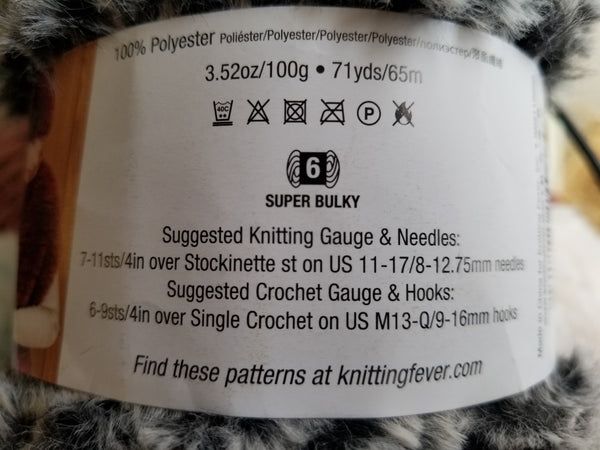 100% Polyester Poliéster/Polyester/Polyester/Polyester/полиэстер/
3.52oz/100g • 71yds/65m
40C P
6
SUPER BULKY
Suggested Knitting Gauge & Needles:
7-11sts/4in over Stockinette st on US 11-17/8-12.75mm needles
Suggested Crochet Gauge & Hooks:
6-9sts/4in over Single Crochet on US M13-Q/9-16mm hooks
Find these patterns at knittingfever.com